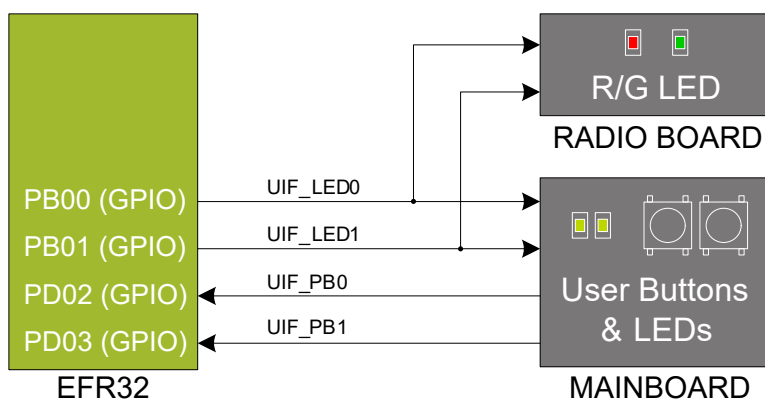 R/G LED
RADIO BOARD
PB00 (GPIO)
UIF_LED0
PB01 (GPIO)
UIF_LED1
PD02 (GPIO)
UIF_PB0
PD03 (GPIO)
UIF_PB1
User Buttons
& LEDs
EFR32
MAINBOARD